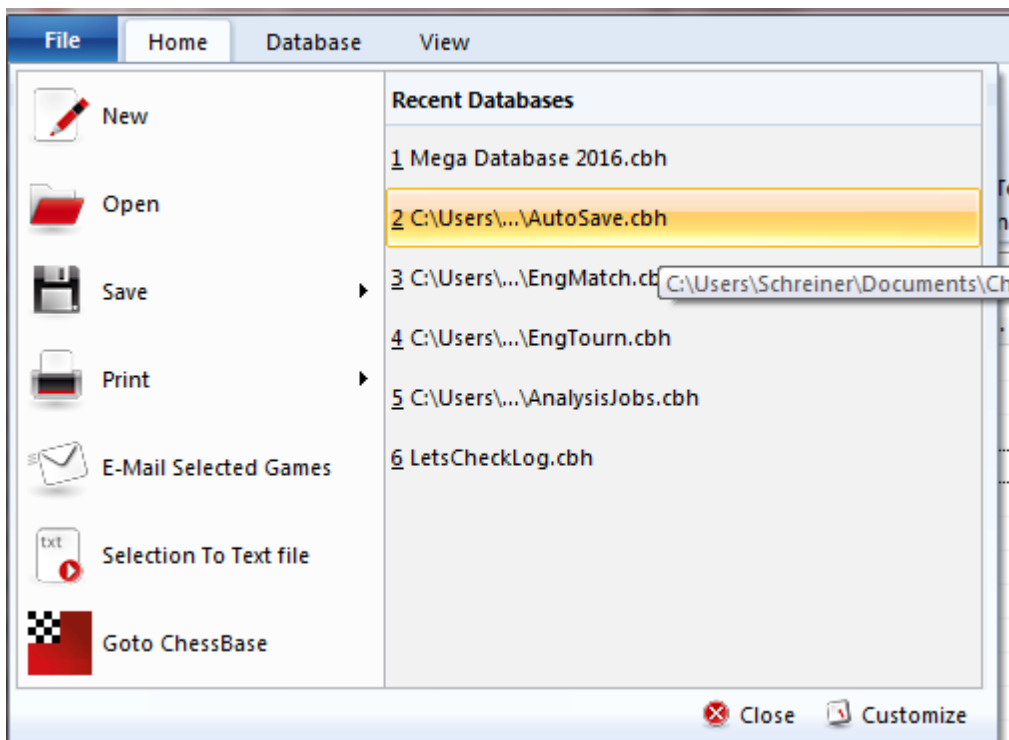 File Home Database View
New
Open
Save
Print
E-Mail Selected Games
txt
Selection To Text file
Goto ChessBase
Recent Databases
1 Mega Database 2016.cbh
2 C:\Users\...\AutoSave.cbh
3 C:\Users\...\EngMatch.cb
C:\Users\Schreiner\Documents\Ch
4 C:\Users\...\EngTourn.cbh
5 C:\Users\...\AnalysisJobs.cbh
6 LetsCheckLog.cbh
Close Customize